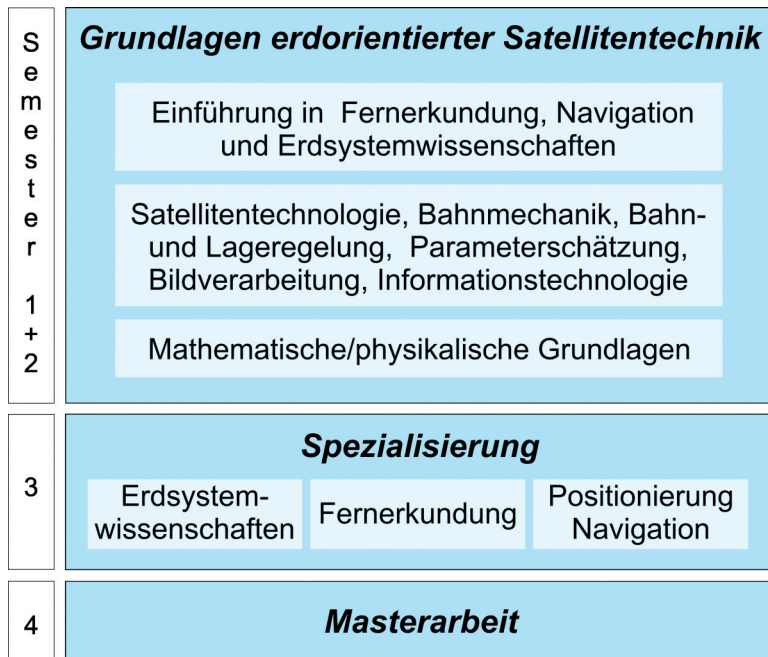 Semester 1+2
Grundlagen erdorientierter Satellitentechnik
Einführung in Fernerkundung, Navigation
und Erdsystemwissenschaften
Satellitentechnologie, Bahnmechanik, Bahn-
und Lageregelung, Parameterschätzung,
Bildverarbeitung, Informationstechnologie
Mathematische/physikalische Grundlagen
3
Spezialisierung
Erdsystem-
wissenschaften
Fernerkundung
Positionierung
Navigation
4
Masterarbeit